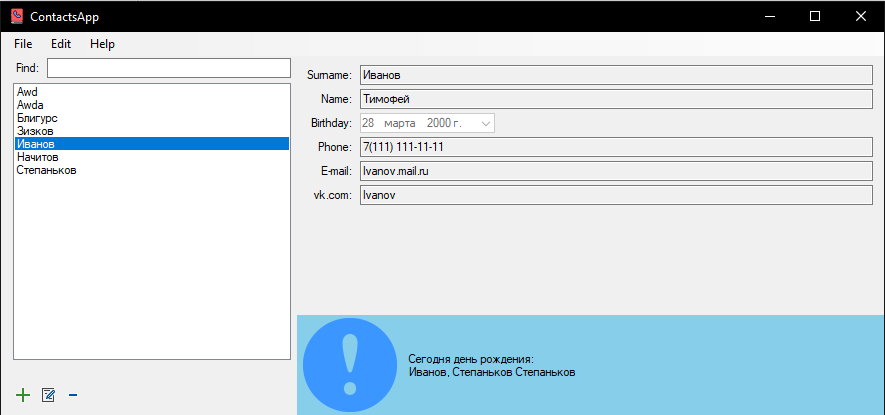 ContactsApp
File Edit Help
Find:
Awd
Awda
Блигурс
Зизков
Иванов
Начитов
Степаньков
Surname: Иванов
Name: Тимофей
Birthday: 28 марта 2000 г.
Phone: 7(111) 111-11-11
E-mail: Ivanov.mail.ru
vk.com: Ivanov
Сегодня день рождения:
Иванов, Степаньков Степаньков